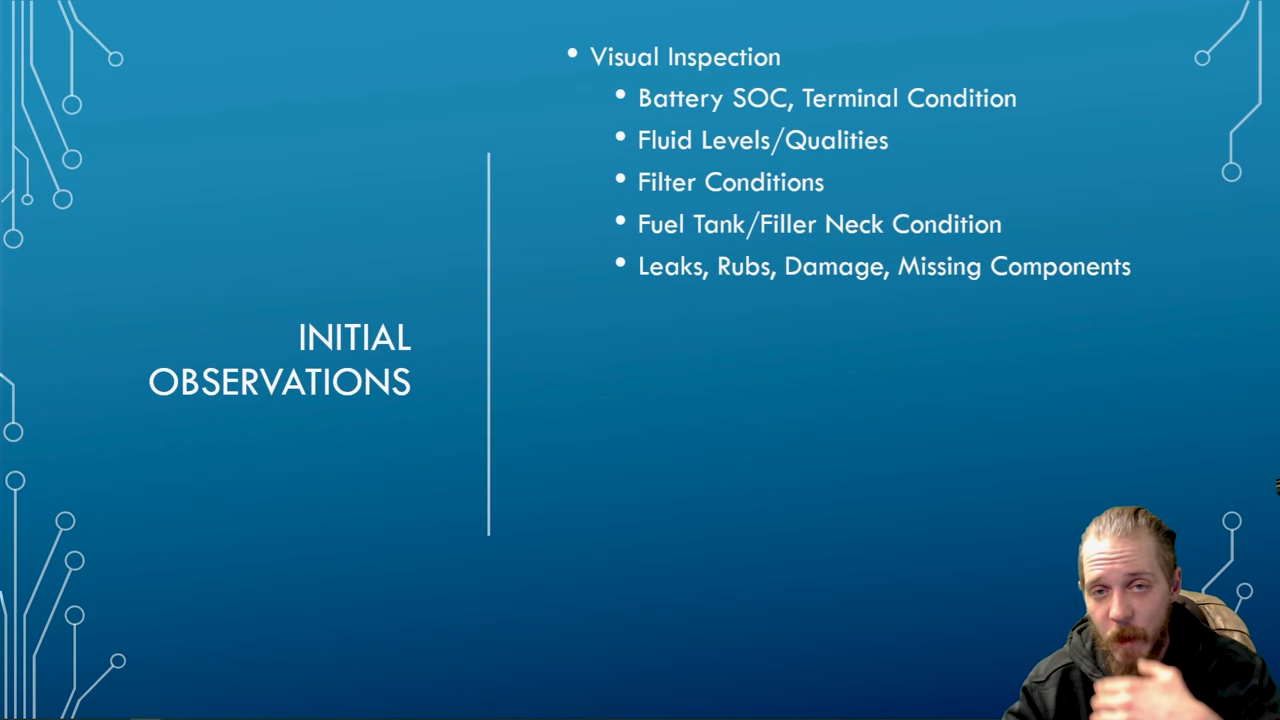 INITIAL
OBSERVATIONS
• Visual Inspection
• Battery SOC, Terminal Condition
• Fluid Levels/Qualities
• Filter Conditions
• Fuel Tank/Filler Neck Condition
• Leaks, Rubs, Damage, Missing Components